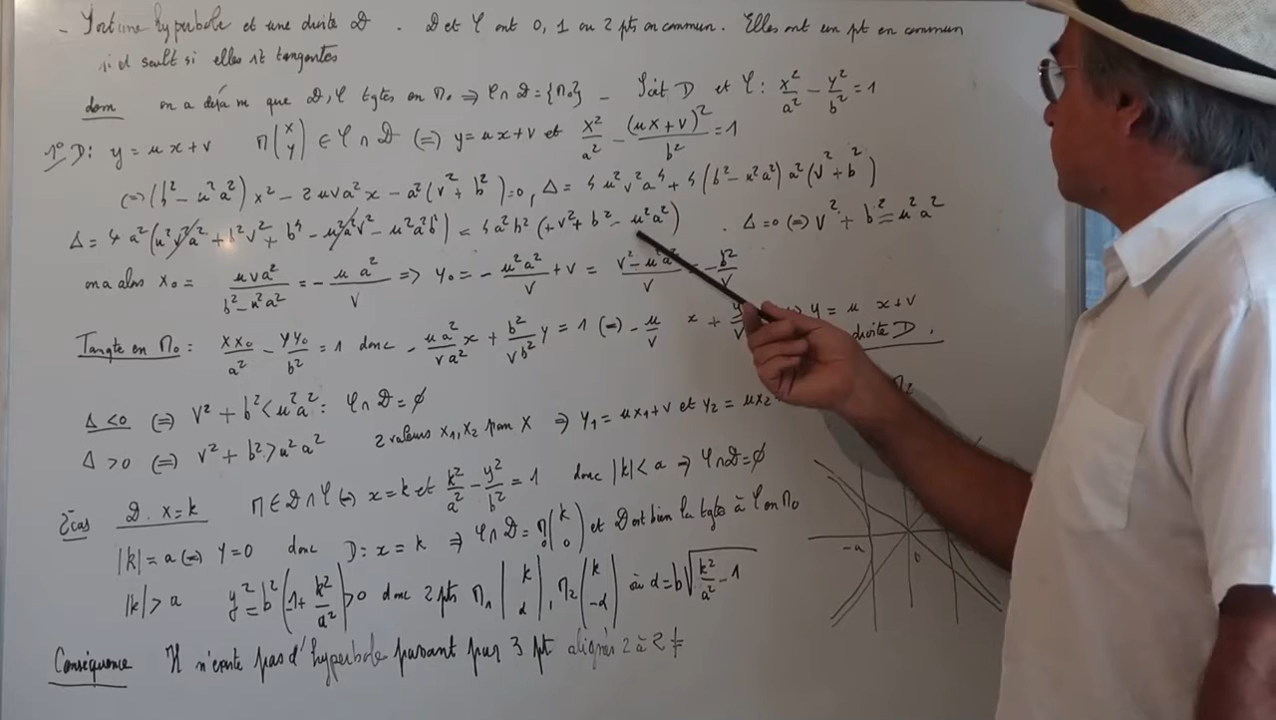 - Soit une hyperbole et une droite D. D et φ ont 0, 1 ou 2 pts en commun. Elles ont un pt en commun
si et seult si elles st tangentes
dem on a déjà vu que D, φ tgtes en M₀ ⇒ φ∩D = {M₀} - Soit D et φ: x²/a² - y²/b² = 1
1° D: y = ux+v M(x y) ∈ φ∩D (=) y=ux+v et x²/a² - (ux+v)²/b² = 1
(=) (b² - u²a²) x² - 2uva²x - a²(v² + b²) = 0, Δ = 4u²v²a⁴ + 4(b² - u²a²) a²(v² + b²)
Δ = 4a²(u²v²a² + b²v² + b⁴ - u²a²v² - u²a²b²) = 4a²b²(+v² + b² - u²a²) . Δ=0 (=) v² + b² = u²a²
on a alors x₀ = uva²/(b² - u²a²) = - ua²/v ⇒ y₀ = - u²a²/v + v = (v² - u²a²)/v - b²/v
Tangte en M₀ : xx₀/a² - yy₀/b² = 1 donc - ua²/(va²) x + b²/(vb²) y = 1 (=) - u/v x + y/v y = u x+v
droite D.
Δ<0 (=) v² + b² < u²a² : φ∩D = ∅
Δ>0 (=) v² + b² > u²a² 2 valeurs x₁, x₂ pour x ⇒ y₁ = ux₁+v et y₂ = ux₂
2° cas D. x=k M ∈ D∩φ (=) x=k et k²/a² - y²/b² = 1 donc |k|<a ⇒ φ∩D=∅
|k|=a (=) y=0 donc D: x=k ⇒ φ∩D = M₀(k 0) et D est bien la tgte à φ en M₀
|k|>a y² = b²(-1+ k²/a²) >0 donc 2 pts M₁ |k α|, M₂ (k -α) où α = b√(k²/a² - 1)
-a
Conséquence Il n'existe pas d'hyperbole passant par 3 pt alignés 2 à 2 ≠